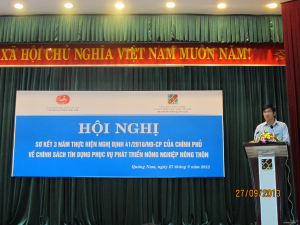 XÃ HỘI CHỦ NGHĨA VIỆT NAM MUÔN NĂM!
HỘI NGHỊ
SƠ KẾT 3 NĂM THỰC HIỆN NGHỊ ĐỊNH 41/2010/NĐ-CP CỦA CHÍNH PHỦ
VỀ CHÍNH SÁCH TÍN DỤNG PHỤC VỤ PHÁT TRIỂN NÔNG NGHIỆP NÔNG THÔN
Quảng Nam, ngày 27 tháng 9 năm 2013
27/09/2013